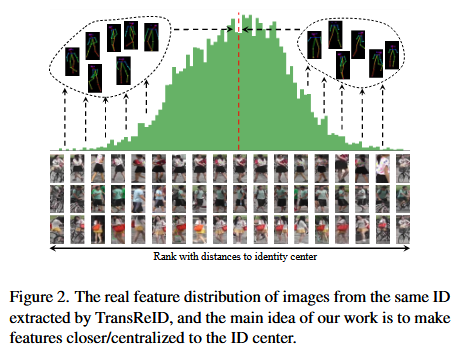 Rank with distances to identity center
Figure 2. The real feature distribution of images from the same ID
extracted by TransReID, and the main idea of our work is to make
features closer/centralized to the ID center.